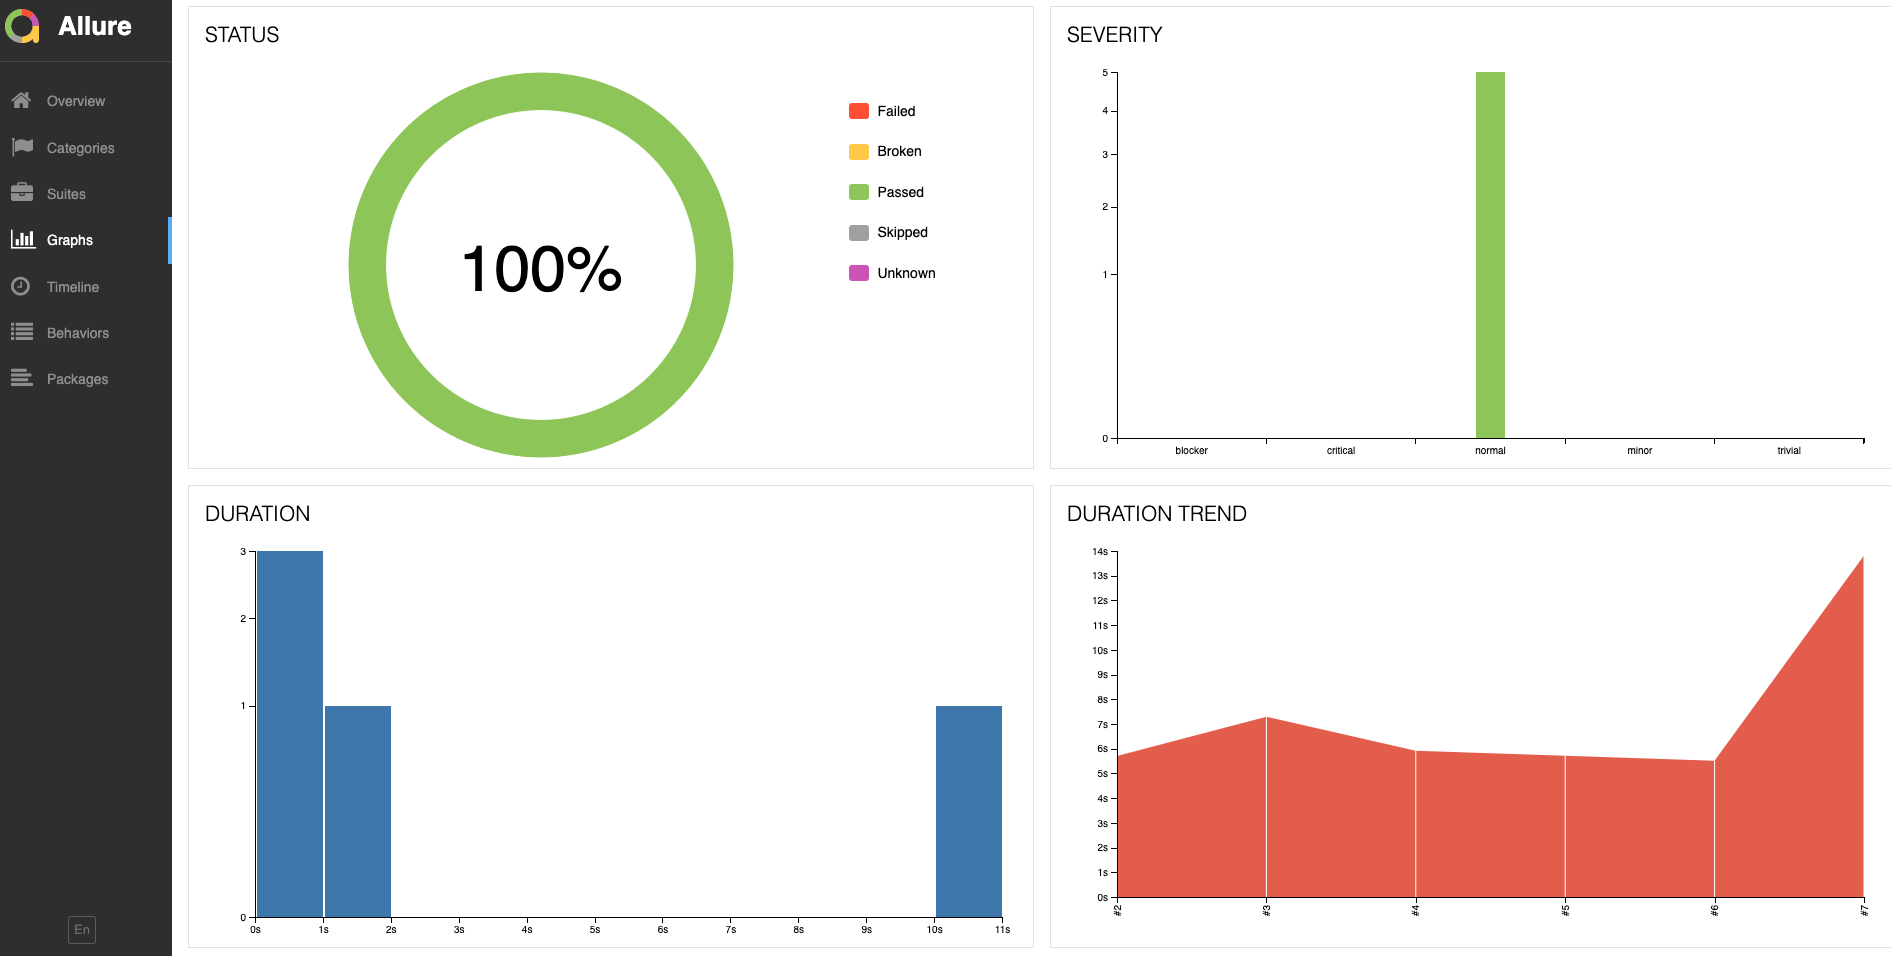 Allure
Overview
Categories
Suites
Graphs
Timeline
Behaviors
Packages
En
STATUS
100%
Failed
Broken
Passed
Skipped
Unknown
SEVERITY
5
4
3
2
1
0
blocker critical normal minor trivial
DURATION
3
2
1
0
0s 1s 2s 3s 4s 5s 6s 7s 8s 9s 10s 11s
DURATION TREND
14s
13s
12s
11s
10s
9s
8s
7s
6s
5s
4s
3s
2s
1s
0s
#2 #3 #4 #5 #6 #7